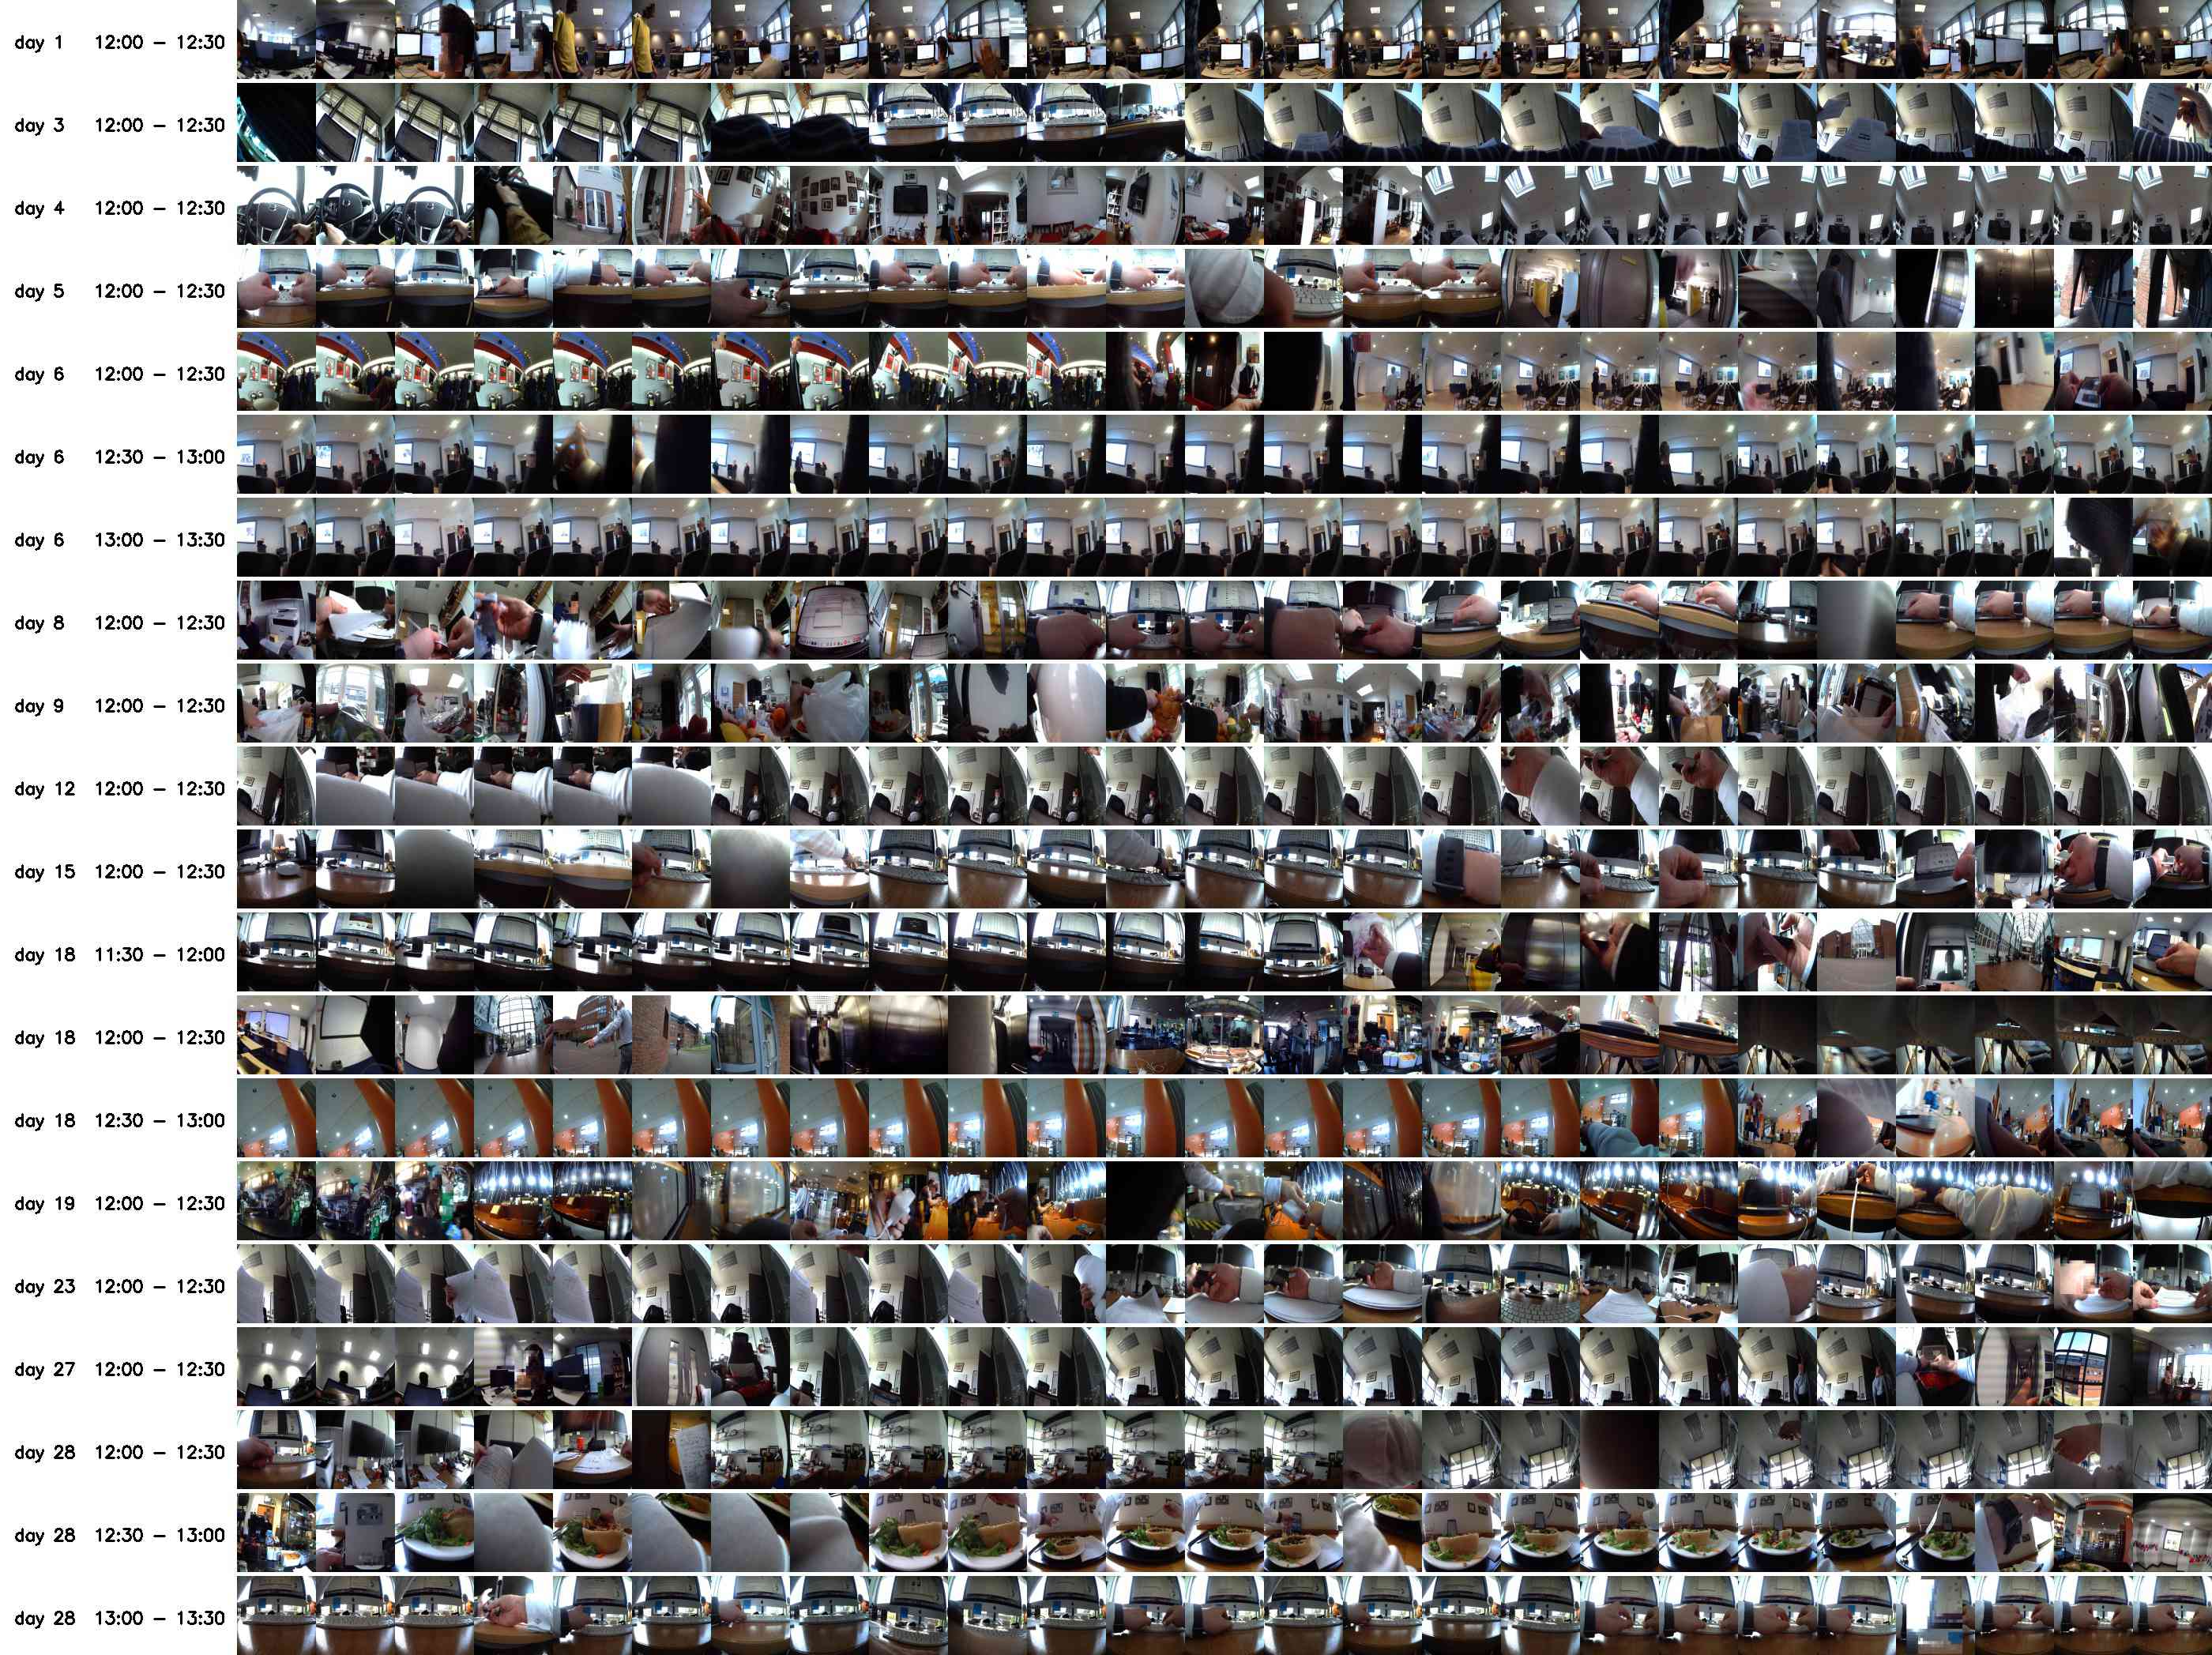 day 1 12:00 – 12:30
day 3 12:00 – 12:30
day 4 12:00 – 12:30
day 5 12:00 – 12:30
day 6 12:00 – 12:30
day 6 12:30 – 13:00
day 6 13:00 – 13:30
day 8 12:00 – 12:30
day 9 12:00 – 12:30
day 12 12:00 – 12:30
day 15 12:00 – 12:30
day 18 11:30 – 12:00
day 18 12:00 – 12:30
day 18 12:30 – 13:00
day 19 12:00 – 12:30
day 23 12:00 – 12:30
day 27 12:00 – 12:30
day 28 12:00 – 12:30
day 28 12:30 – 13:00
day 28 13:00 – 13:30